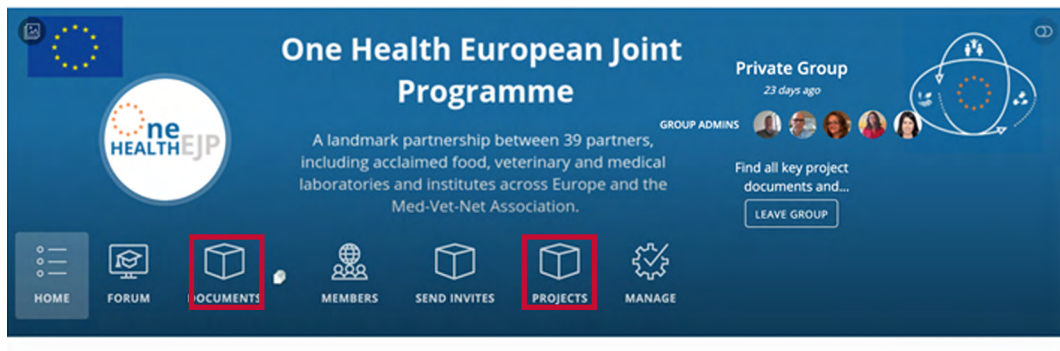 One Health European Joint
Programme
One
HEALTHEJP
A landmark partnership between 39 partners,
including acclaimed food, veterinary and medical
laboratories and institutes across Europe and the
Med-Vet-Net Association.
Private Group
23 days ago
GROUP ADMINS
Find all key project
documents and...
LEAVE GROUP
HOME
FORUM
DOCUMENTS
MEMBERS
SEND INVITES
PROJECTS
MANAGE